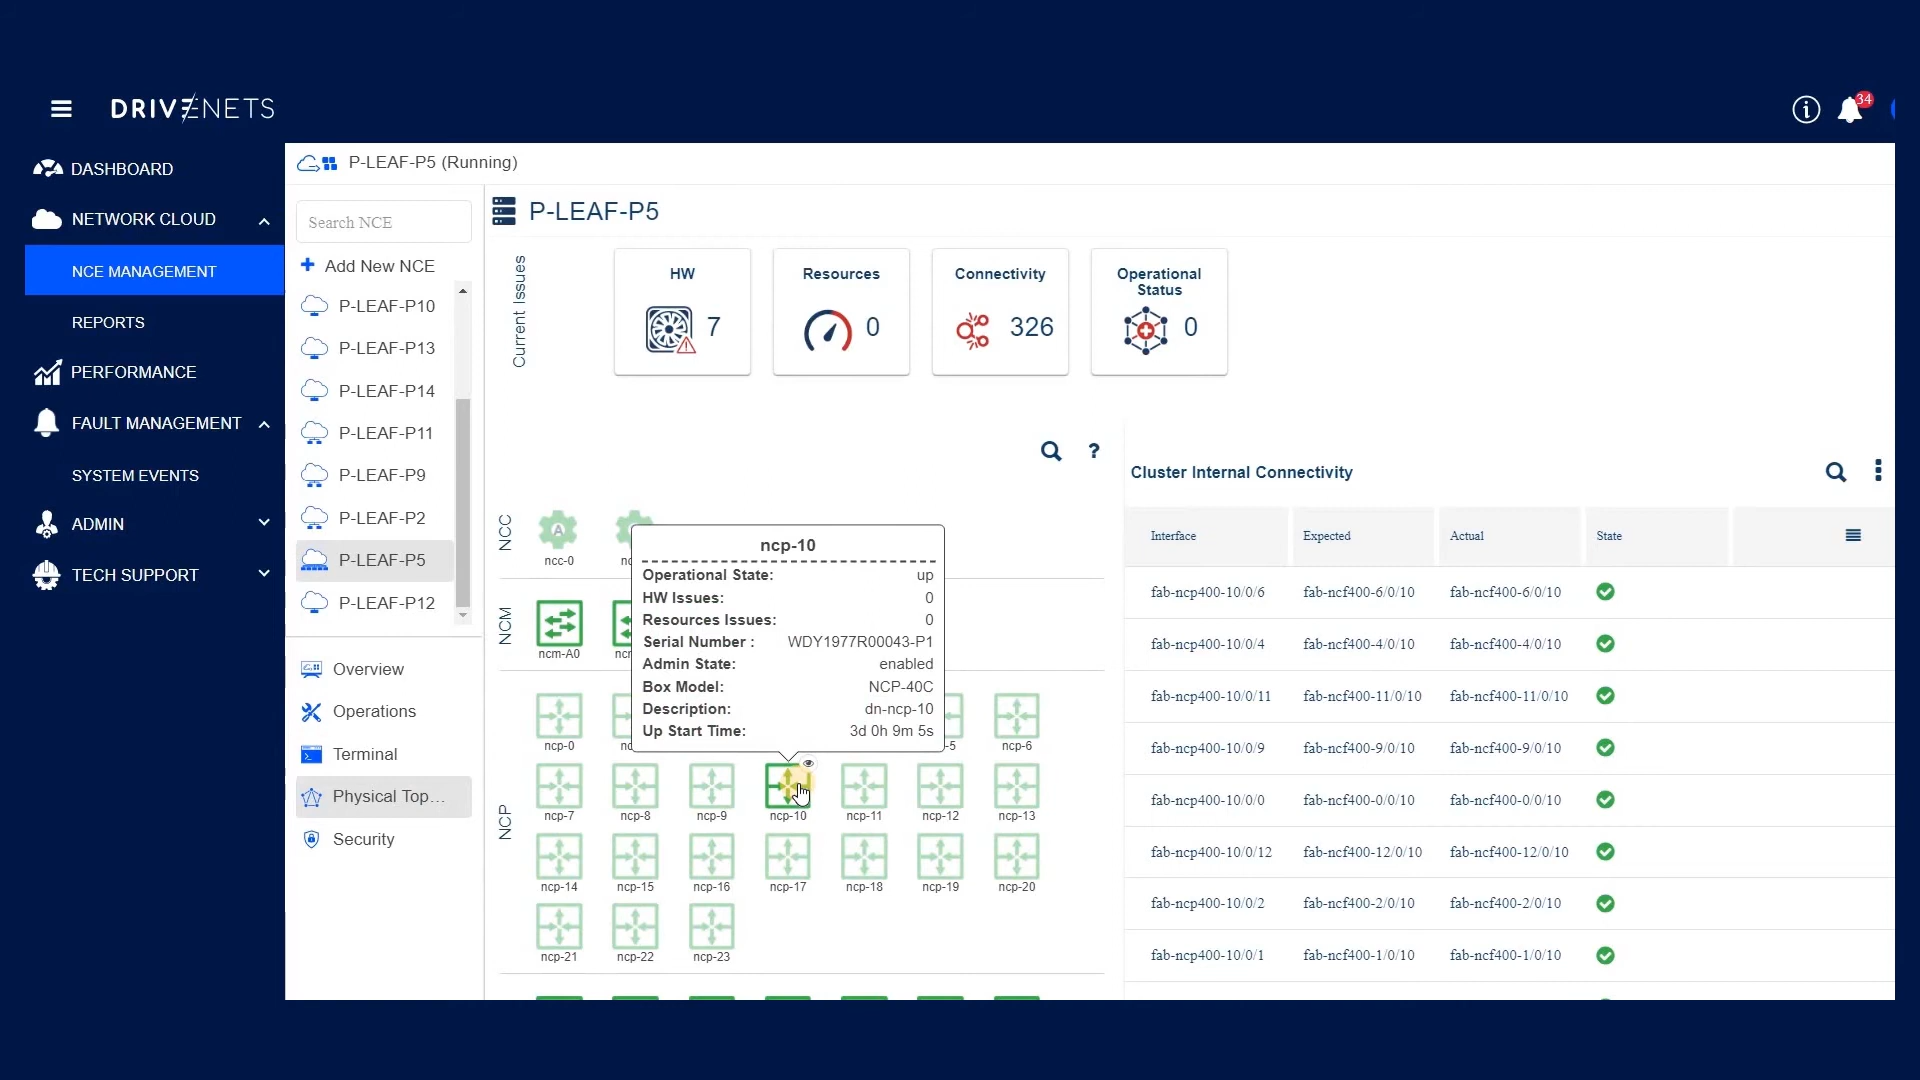 DRIVENETS
34
DASHBOARD
NETWORK CLOUD
NCE MANAGEMENT
REPORTS
PERFORMANCE
FAULT MANAGEMENT
SYSTEM EVENTS
ADMIN
TECH SUPPORT
P-LEAF-P5 (Running)
Search NCE
Add New NCE
P-LEAF-P10
P-LEAF-P13
P-LEAF-P14
P-LEAF-P11
P-LEAF-P9
P-LEAF-P2
P-LEAF-P5
P-LEAF-P12
Overview
Operations
Terminal
Physical Top...
Security
P-LEAF-P5
Current Issues
HW
7
Resources
0
Connectivity
326
Operational
Status
0
?
NCC
A
ncc-0
NCM
ncm-A0
NCP
ncp-0
-5
ncp-6
ncp-7
ncp-8
ncp-9
ncp-10
ncp-11
ncp-12
ncp-13
ncp-14
ncp-15
ncp-16
ncp-17
ncp-18
ncp-19
ncp-20
ncp-21
ncp-22
ncp-23
ncp-10
Operational State: up
HW Issues: 0
Resources Issues: 0
Serial Number : WDY1977R00043-P1
Admin State: enabled
Box Model: NCP-40C
Description: dn-ncp-10
Up Start Time: 3d 0h 9m 5s
Cluster Internal Connectivity
Interface Expected Actual State
fab-ncp400-10/0/6 fab-ncf400-6/0/10 fab-ncf400-6/0/10
fab-ncp400-10/0/4 fab-ncf400-4/0/10 fab-ncf400-4/0/10
fab-ncp400-10/0/11 fab-ncf400-11/0/10 fab-ncf400-11/0/10
fab-ncp400-10/0/9 fab-ncf400-9/0/10 fab-ncf400-9/0/10
fab-ncp400-10/0/0 fab-ncf400-0/0/10 fab-ncf400-0/0/10
fab-ncp400-10/0/12 fab-ncf400-12/0/10 fab-ncf400-12/0/10
fab-ncp400-10/0/2 fab-ncf400-2/0/10 fab-ncf400-2/0/10
fab-ncp400-10/0/1 fab-ncf400-1/0/10 fab-ncf400-1/0/10